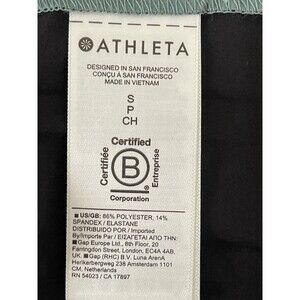 ATHLETA
DESIGNED IN SAN FRANCISCO
CONÇU À SAN FRANCISCO
MADE IN VIETNAM
S
P
CH
Certified
Certifiée
B
Entreprise
Corporation
US/GB: 86% POLYESTER, 14%
SPANDEX / ELASTANE
DISTRIBUIDO POR / Imported
By/Importe Par / ΕΙΣΑΓΕΤΑΙ ΑΠΟ ΤΗΝ:
Gap Europe Ltd., 8th Floor, 20
Farringdon Street, London, EC4A 4AB,
UK. Gap (RHC) B.V. Luna ArenA
Herikerbergweg 238 Amsterdam 1101
CM, Netherlands
RN 54023 / CA 17897